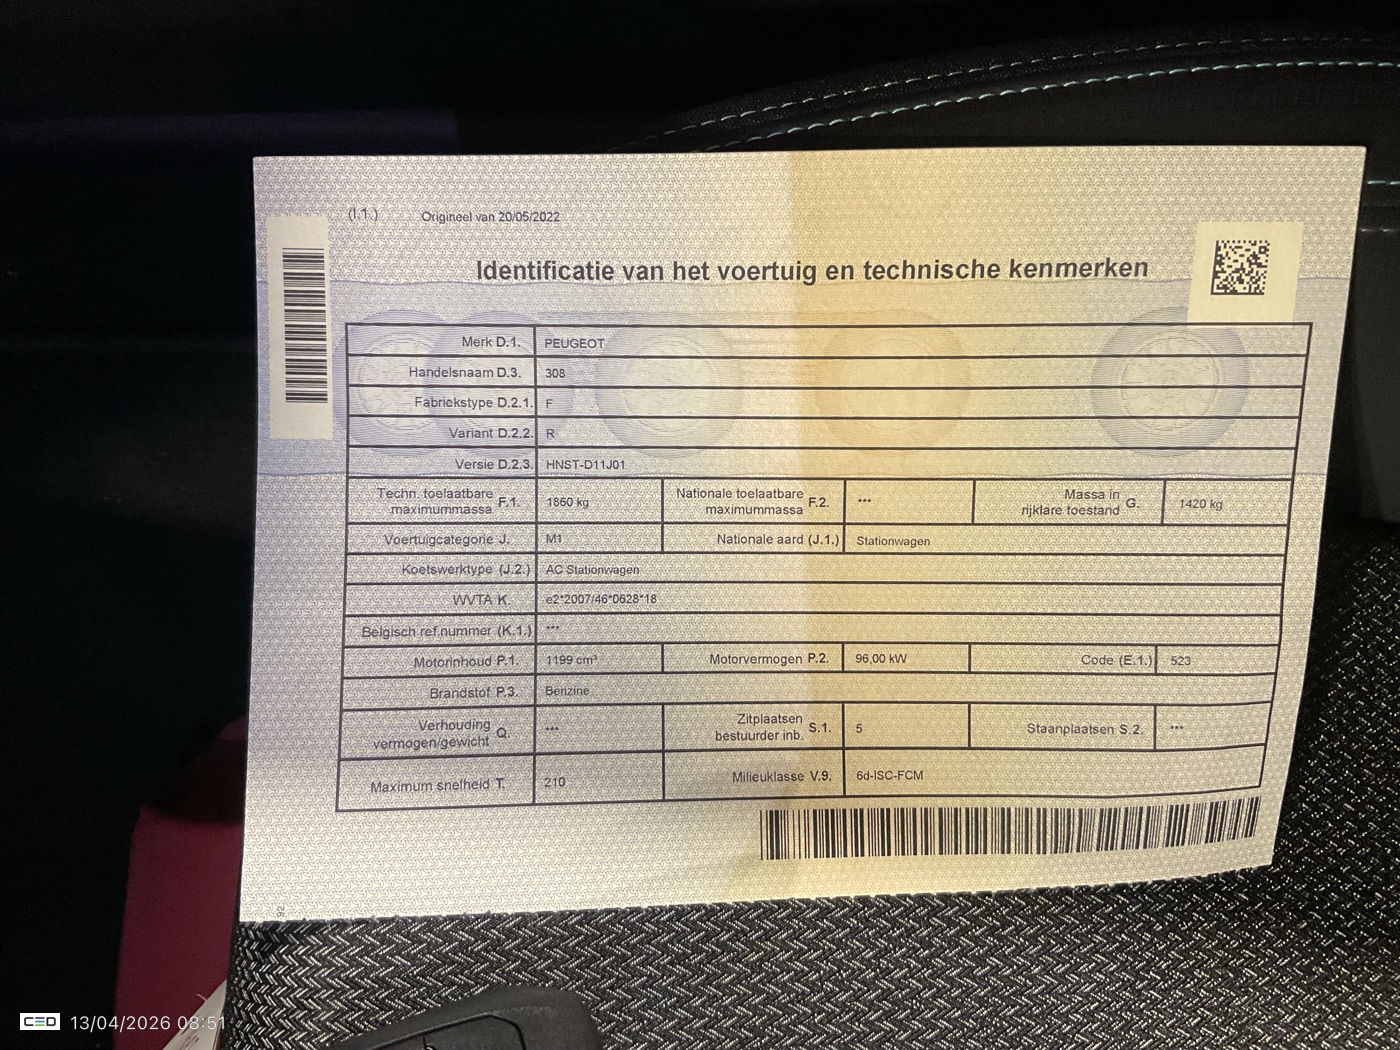 (I.1.) Origineel van 20/05/2022
Identificatie van het voertuig en technische kenmerken
Merk D.1. PEUGEOT
Handelsnaam D.3. 308
Fabriekstype D.2.1. F
Variant D.2.2. R
Versie D.2.3. HNST-D11J01
Techn. toelaatbare maximummassa F.1. 1860 kg Nationale toelaatbare maximummassa F.2. *** Massa in rijklare toestand G. 1420 kg
Voertuigcategorie J. M1 Nationale aard (J.1.) Stationwagen
Koetswerktype (J.2.) AC Stationwagen
WVTA K. e2*2007/46*0628*18
Belgisch ref.nummer (K.1.) ***
Motorinhoud P.1. 1199 cm³ Motorvermogen P.2. 96,00 kW Code (E.1.) 523
Brandstof P.3. Benzine
Verhouding vermogen/gewicht Q. *** Zitplaatsen bestuurder inb. S.1. 5 Staanplaatsen S.2. ***
Maximum snelheid T. 210 Milieuklasse V.9. 6d-ISC-FCM
92
CED 13/04/2026 08:51